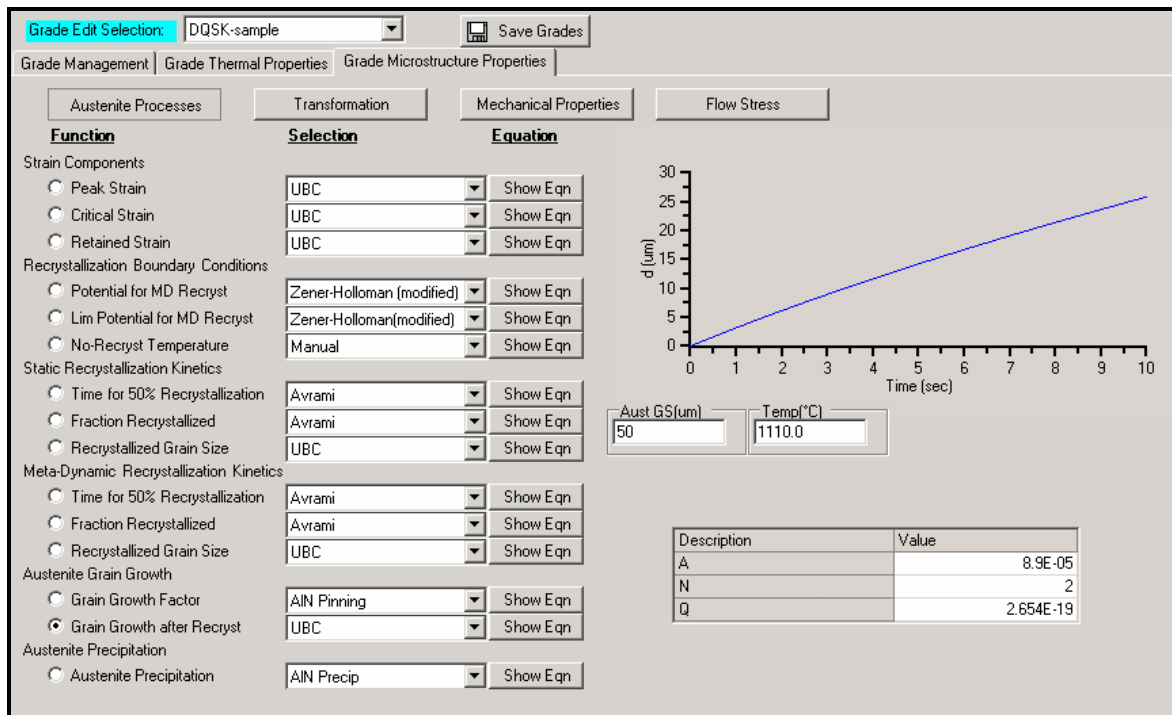 Grade Edit Selection: DQSK-sample Save Grades
Grade Management Grade Thermal Properties Grade Microstructure Properties
Austenite Processes Transformation Mechanical Properties Flow Stress
Function Selection Equation
Strain Components
Peak Strain UBC Show Eqn
Critical Strain UBC Show Eqn
Retained Strain UBC Show Eqn
Recrystallization Boundary Conditions
Potential for MD Recryst Zener-Holloman (modified) Show Eqn
Lim Potential for MD Recryst Zener-Holloman(modified) Show Eqn
No-Recryst Temperature Manual Show Eqn
Static Recrystallization Kinetics
Time for 50% Recrystallization Avrami Show Eqn
Fraction Recrystallized Avrami Show Eqn
Recrystallized Grain Size UBC Show Eqn
Meta-Dynamic Recrystallization Kinetics
Time for 50% Recrystallization Avrami Show Eqn
Fraction Recrystallized Avrami Show Eqn
Recrystallized Grain Size UBC Show Eqn
Austenite Grain Growth
Grain Growth Factor AlN Pinning Show Eqn
Grain Growth after Recryst UBC Show Eqn
Austenite Precipitation
Austenite Precipitation AlN Precip Show Eqn
30
25
20
15
10
5
0
d (um)
0 1 2 3 4 5 6 7 8 9 10
Time (sec)
Aust GS(um) Temp(°C)
50 1110.0
Description Value
A 8.9E-05
N 2
Q 2.654E-19